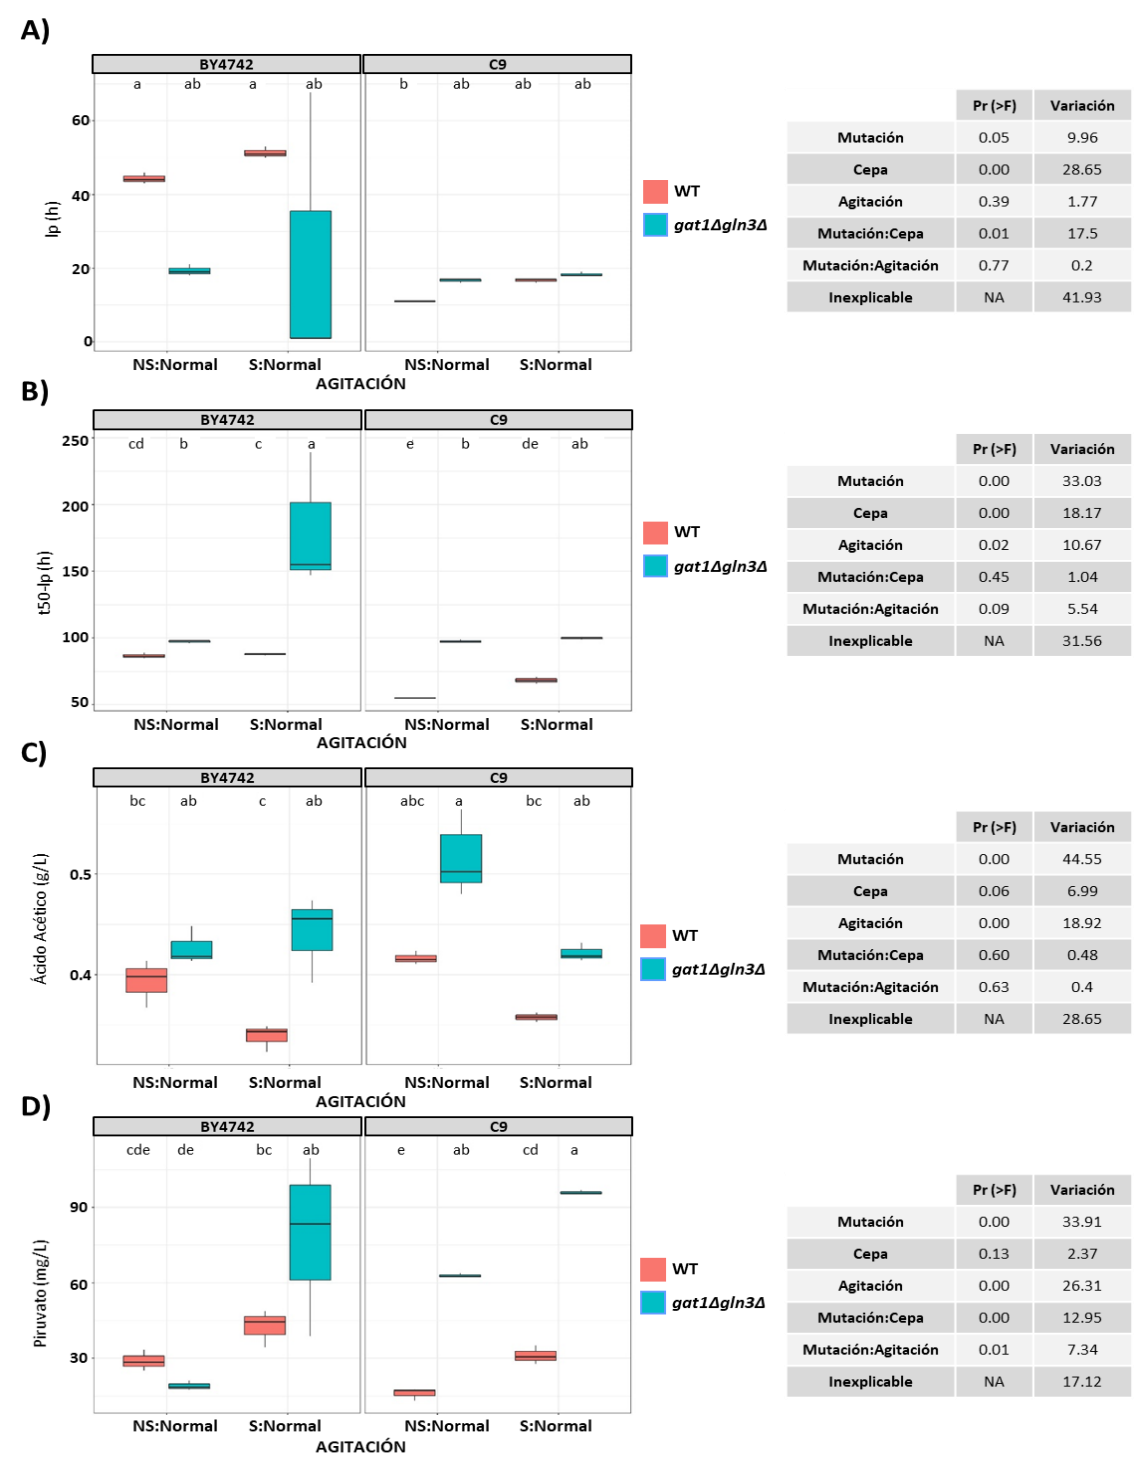 A)
BY4742 C9
a ab a ab b ab ab ab
60
40
20
0
lp (h)
NS:Normal S:Normal NS:Normal S:Normal
AGITACIÓN
WT
gat1Δgln3Δ
Pr (>F) Variación
Mutación 0.05 9.96
Cepa 0.00 28.65
Agitación 0.39 1.77
Mutación:Cepa 0.01 17.5
Mutación:Agitación 0.77 0.2
Inexplicable NA 41.93
B)
BY4742 C9
cd b c a e b de ab
250
200
150
100
50
t50-lp (h)
NS:Normal S:Normal NS:Normal S:Normal
AGITACIÓN
WT
gat1Δgln3Δ
Pr (>F) Variación
Mutación 0.00 33.03
Cepa 0.00 18.17
Agitación 0.02 10.67
Mutación:Cepa 0.45 1.04
Mutación:Agitación 0.09 5.54
Inexplicable NA 31.56
C)
BY4742 C9
bc ab c ab abc a bc ab
0.5
0.4
Ácido Acético (g/L)
NS:Normal S:Normal NS:Normal S:Normal
AGITACIÓN
WT
gat1Δgln3Δ
Pr (>F) Variación
Mutación 0.00 44.55
Cepa 0.06 6.99
Agitación 0.00 18.92
Mutación:Cepa 0.60 0.48
Mutación:Agitación 0.63 0.4
Inexplicable NA 28.65
D)
BY4742 C9
cde de bc ab e ab cd a
90
60
30
Piruvato (mg/L)
NS:Normal S:Normal NS:Normal S:Normal
AGITACIÓN
WT
gat1Δgln3Δ
Pr (>F) Variación
Mutación 0.00 33.91
Cepa 0.13 2.37
Agitación 0.00 26.31
Mutación:Cepa 0.00 12.95
Mutación:Agitación 0.01 7.34
Inexplicable NA 17.12